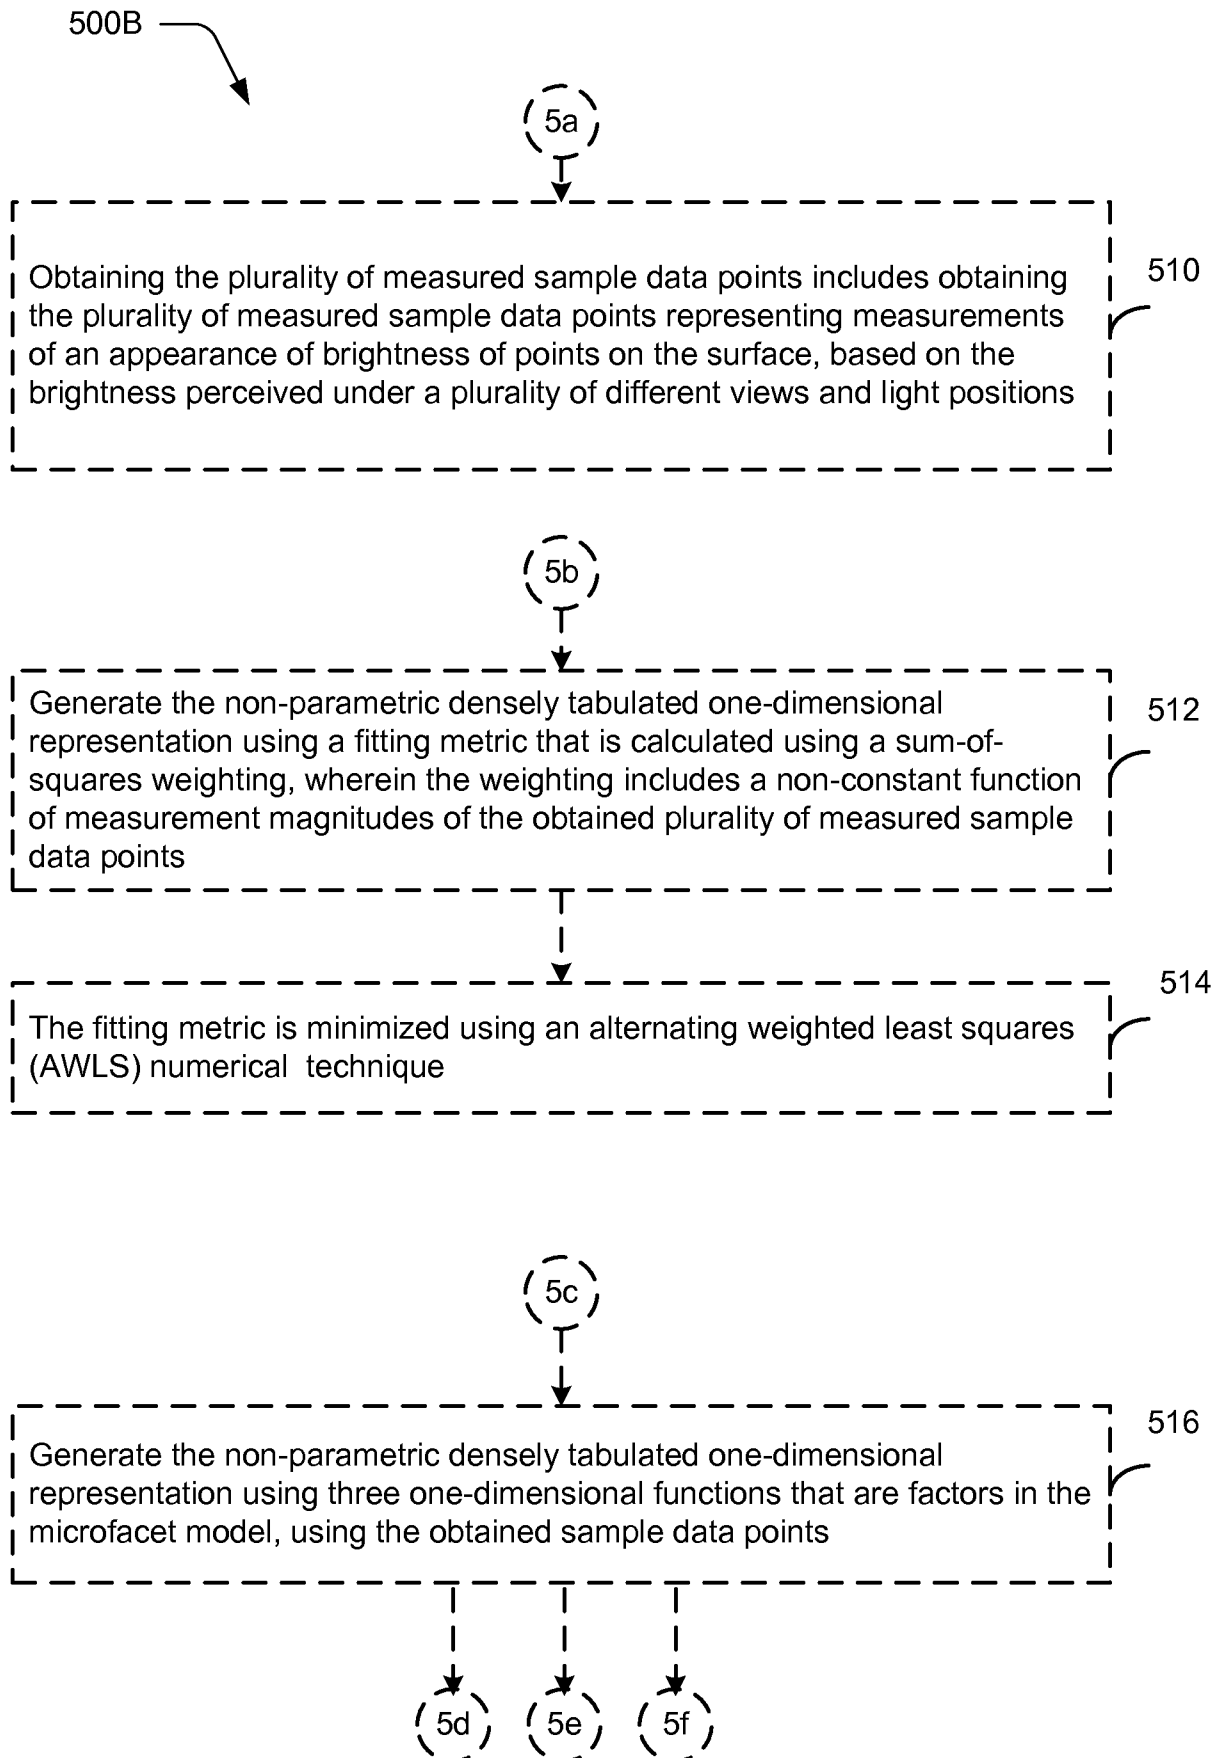 500B
5a
Obtaining the plurality of measured sample data points includes obtaining
the plurality of measured sample data points representing measurements
of an appearance of brightness of points on the surface, based on the
brightness perceived under a plurality of different views and light positions
510
5b
Generate the non-parametric densely tabulated one-dimensional
representation using a fitting metric that is calculated using a sum-of-
squares weighting, wherein the weighting includes a non-constant function
of measurement magnitudes of the obtained plurality of measured sample
data points
512
The fitting metric is minimized using an alternating weighted least squares
(AWLS) numerical technique
514
5c
Generate the non-parametric densely tabulated one-dimensional
representation using three one-dimensional functions that are factors in the
microfacet model, using the obtained sample data points
516
5d
5e
5f